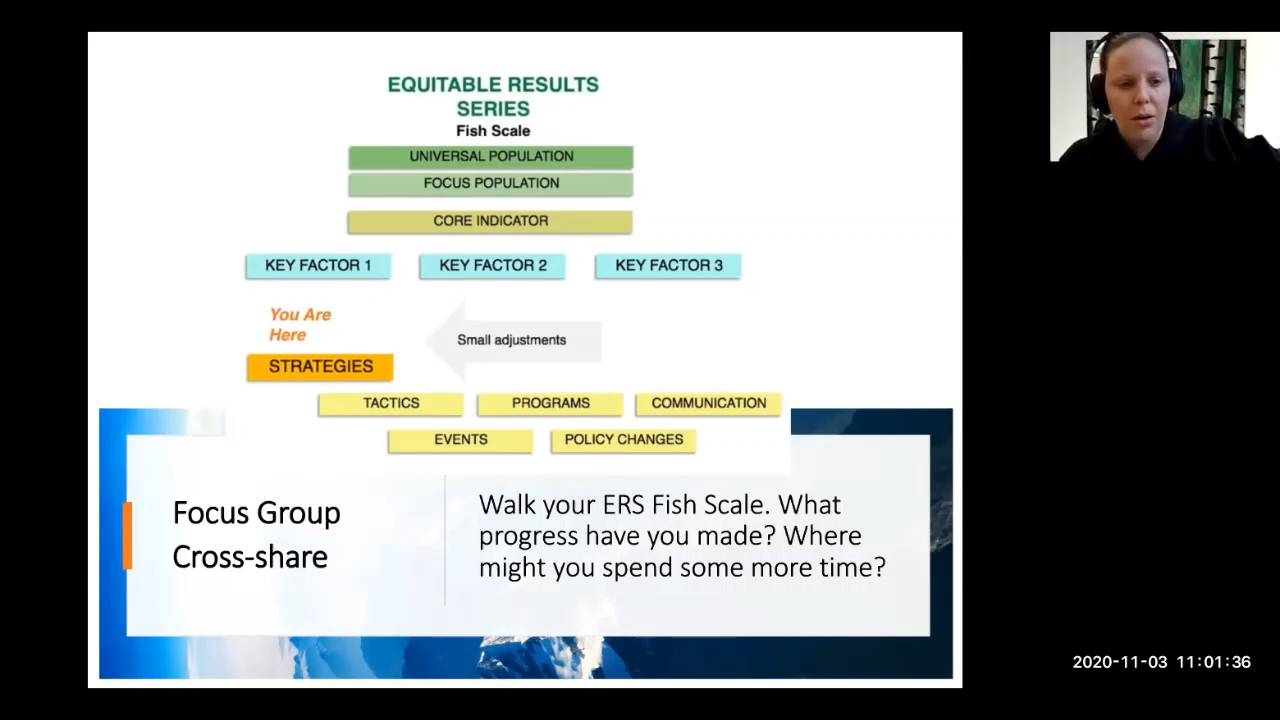 EQUITABLE RESULTS
SERIES
Fish Scale
UNIVERSAL POPULATION
FOCUS POPULATION
CORE INDICATOR
KEY FACTOR 1
KEY FACTOR 2
KEY FACTOR 3
You Are
Here
Small adjustments
STRATEGIES
TACTICS
PROGRAMS
COMMUNICATION
EVENTS
POLICY CHANGES
Focus Group
Cross-share
Walk your ERS Fish Scale. What
progress have you made? Where
might you spend some more time?
2020-11-03 11:01:36